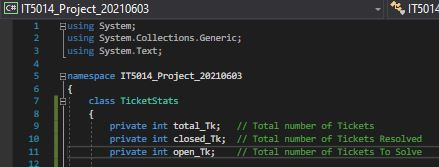 IT5014_Project_20210603
IT5014
1 using System;
2 using System.Collections.Generic;
3 using System.Text;
4
5 namespace IT5014_Project_20210603
6 {
7 class TicketStats
8 {
9 private int total_Tk; // Total number of Tickets
10 private int closed_Tk; // Total number of Tickets Resolved
11 private int open_Tk; // Total number of Tickets To Solve